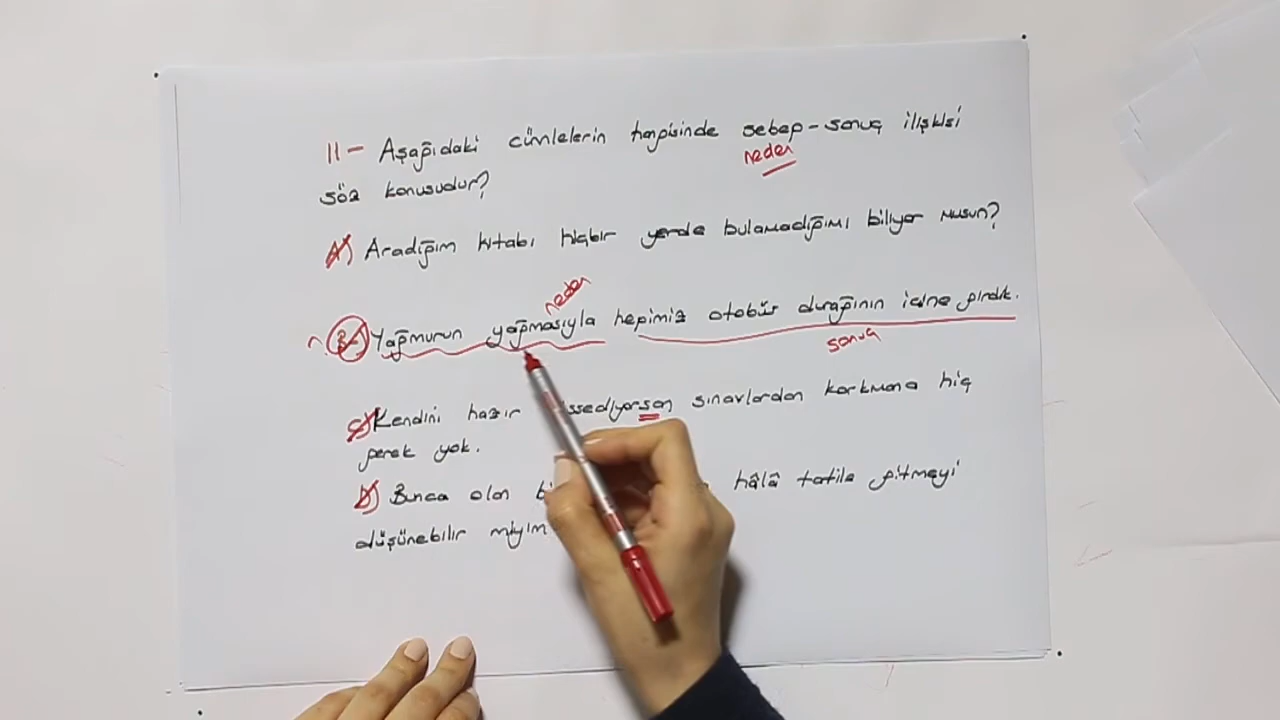 11- Aşağıdaki cümlelerin hangisinde sebep-sonuç ilişkisi
neden
söz konusudur?
A) Aradığım kitabı hiçbir yerde bulamadığımı biliyor musun?
neden
B- Yağmurun yağmasıyla hepimiz otobüs durağının içine girdik.
sonuç
C) Kendini hazır ssediyorsan sınavlardan korkmana hiç
gerek yok.
D) Bunca olan bi hâlâ tatile gitmeyi
düşünebilir miyim